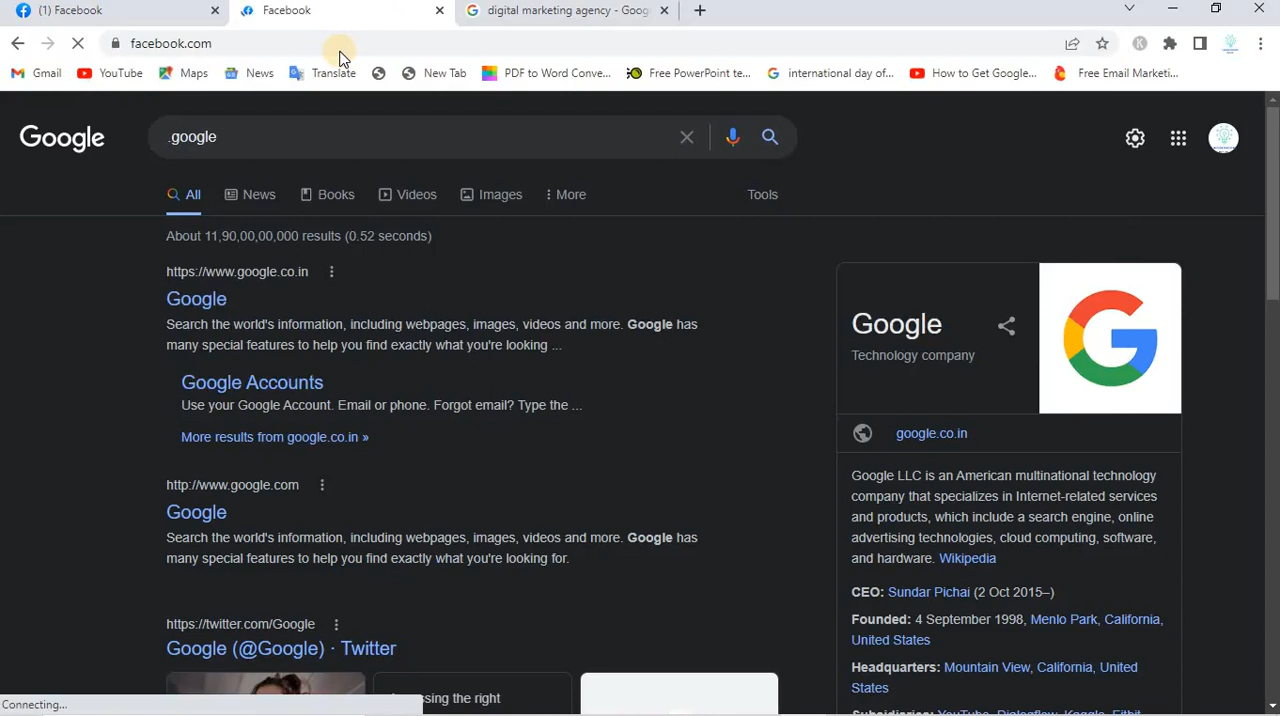 (1) Facebook
Facebook
digital marketing agency - Goog
facebook.com
Gmail
YouTube
Maps
News
Translate
New Tab
PDF to Word Conve...
Free PowerPoint te...
international day of...
How to Get Google...
Free Email Marketi...
Google
.google
All
News
Books
Videos
Images
More
Tools
About 11,90,00,00,000 results (0.52 seconds)
https://www.google.co.in
Google
Search the world's information, including webpages, images, videos and more. Google has
many special features to help you find exactly what you're looking ...
Google Accounts
Use your Google Account. Email or phone. Forgot email? Type the ...
More results from google.co.in »
http://www.google.com
Google
Search the world's information, including webpages, images, videos and more. Google has
many special features to help you find exactly what you're looking for.
https://twitter.com/Google
Google (@Google) · Twitter
ssing the right
Google
Technology company
google.co.in
Google LLC is an American multinational technology
company that specializes in Internet-related services
and products, which include a search engine, online
advertising technologies, cloud computing, software,
and hardware. Wikipedia
CEO: Sundar Pichai (2 Oct 2015–)
Founded: 4 September 1998, Menlo Park, California,
United States
Headquarters: Mountain View, California, United
States
Subsidiaries: YouTube, Dialogflow, Kaggle, Fitbit,
Connecting...